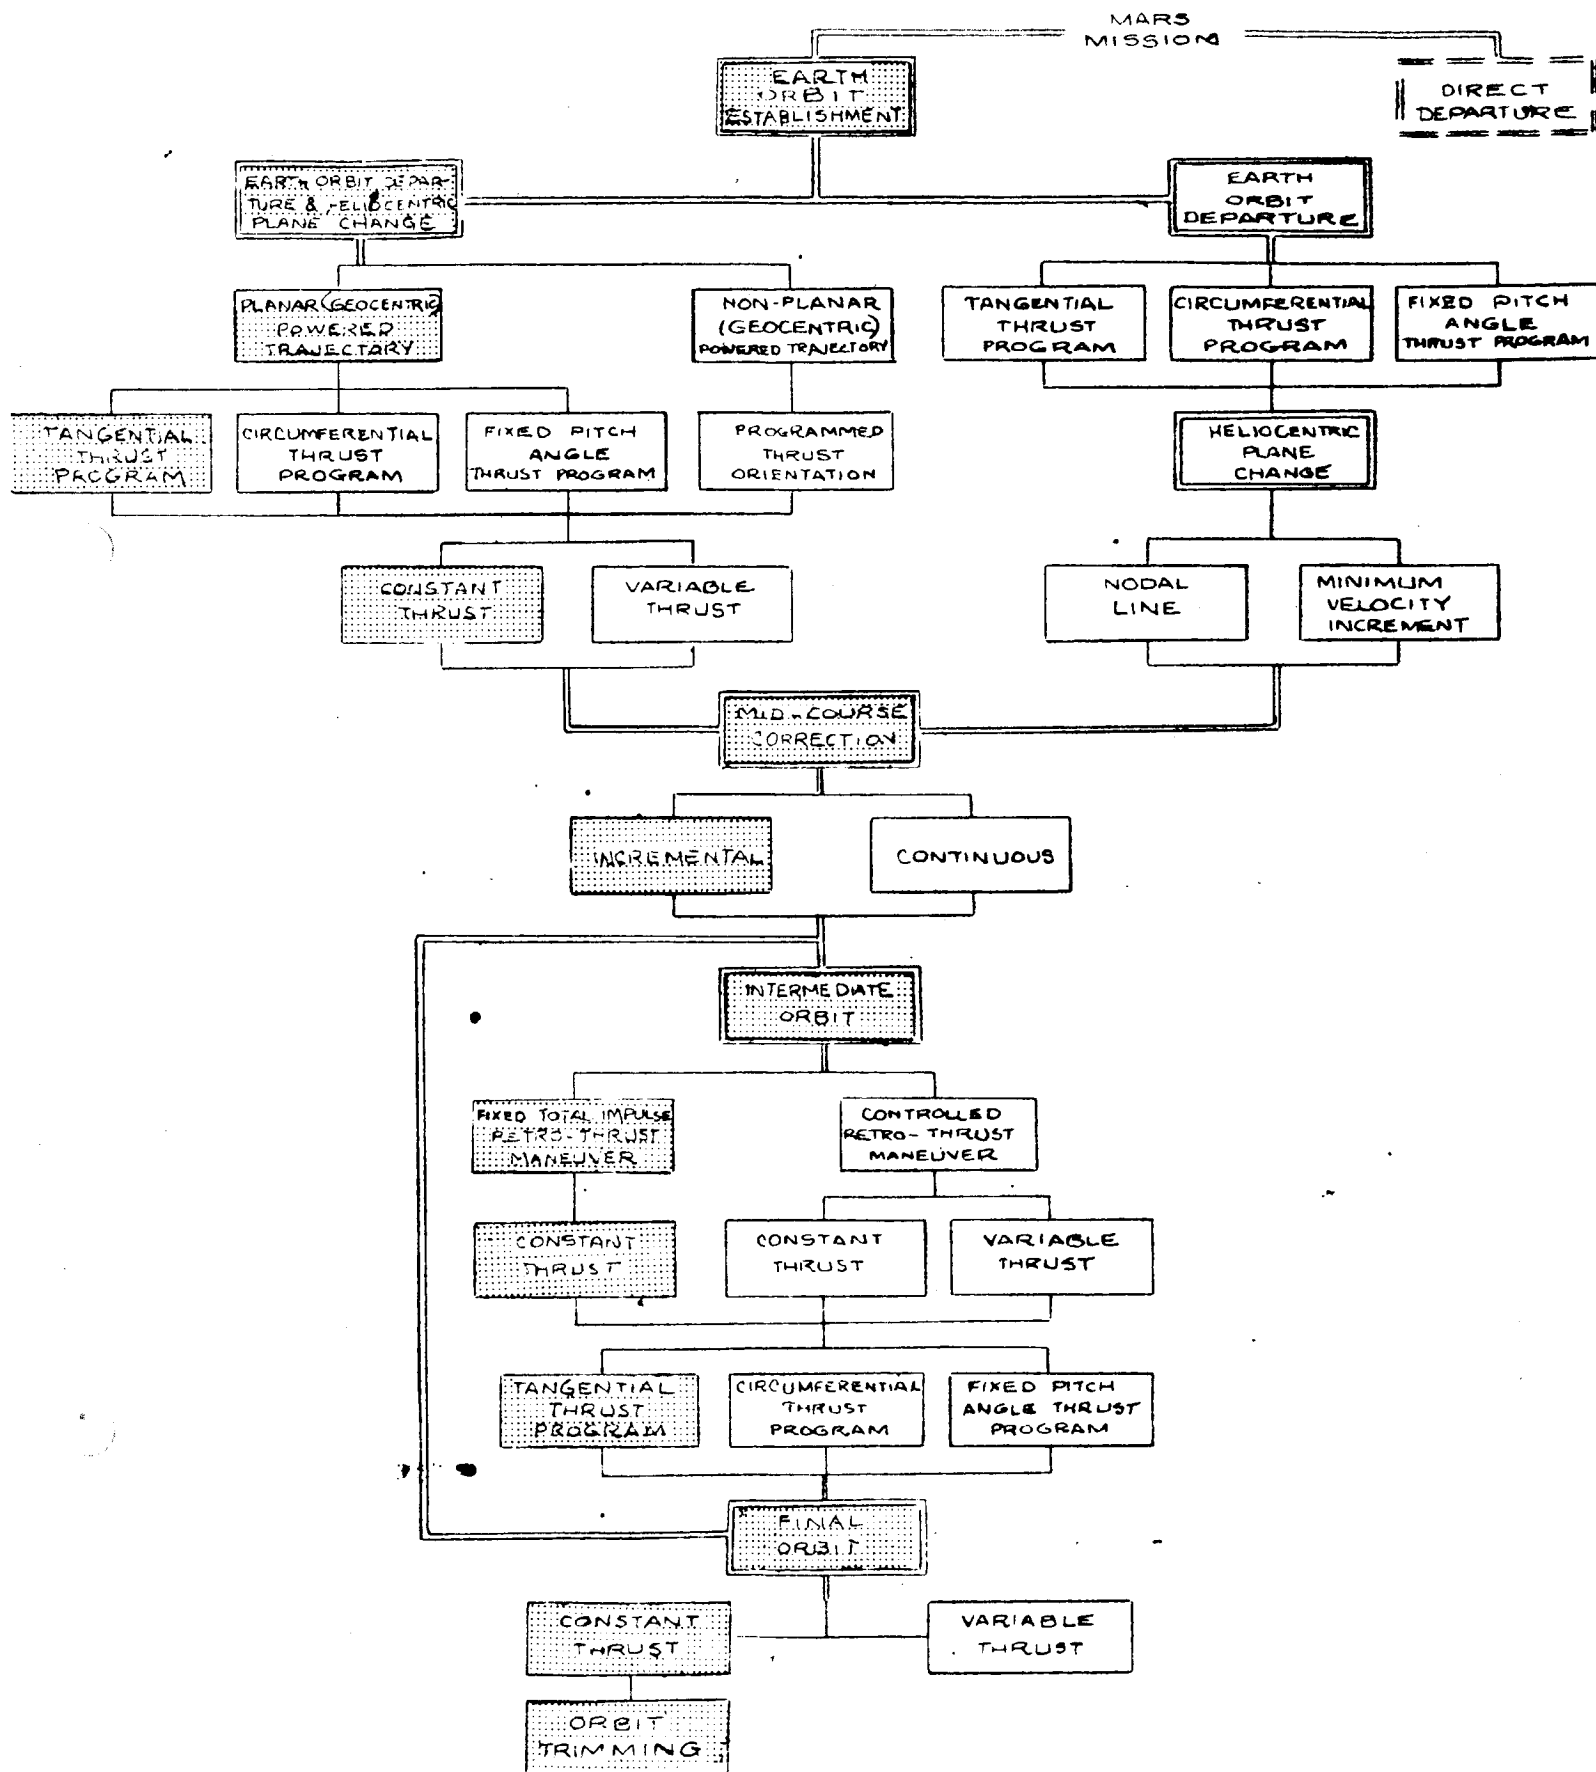 MARS
MISSION
EARTH
ORBIT
ESTABLISHMENT
DIRECT
DEPARTURE
EARTH ORBIT DEPAR-
TURE & HELIOCENTRIC
PLANE CHANGE
EARTH
ORBIT
DEPARTURE
PLANAR (GEOCENTRIC)
POWERED
TRAJECTORY
NON-PLANAR
(GEOCENTRIC)
POWERED TRAJECTORY
TANGENTIAL
THRUST
PROGRAM
CIRCUMFERENTIAL
THRUST
PROGRAM
FIXED PITCH
ANGLE
THRUST PROGRAM
TANGENTIAL
THRUST
PROGRAM
CIRCUMFERENTIAL
THRUST
PROGRAM
FIXED PITCH
ANGLE
THRUST PROGRAM
PROGRAMMED
THRUST
ORIENTATION
HELIOCENTRIC
PLANE
CHANGE
CONSTANT
THRUST
VARIABLE
THRUST
NODAL
LINE
MINIMUM
VELOCITY
INCREMENT
MID-COURSE
CORRECTION
INCREMENTAL
CONTINUOUS
INTERMEDIATE
ORBIT
FIXED TOTAL IMPULSE
RETRO-THRUST
MANEUVER
CONTROLLED
RETRO-THRUST
MANEUVER
CONSTANT
THRUST
CONSTANT
THRUST
VARIABLE
THRUST
TANGENTIAL
THRUST
PROGRAM
CIRCUMFERENTIAL
THRUST
PROGRAM
FIXED PITCH
ANGLE THRUST
PROGRAM
FINAL
ORBIT
CONSTANT
THRUST
VARIABLE
THRUST
ORBIT
TRIMMING